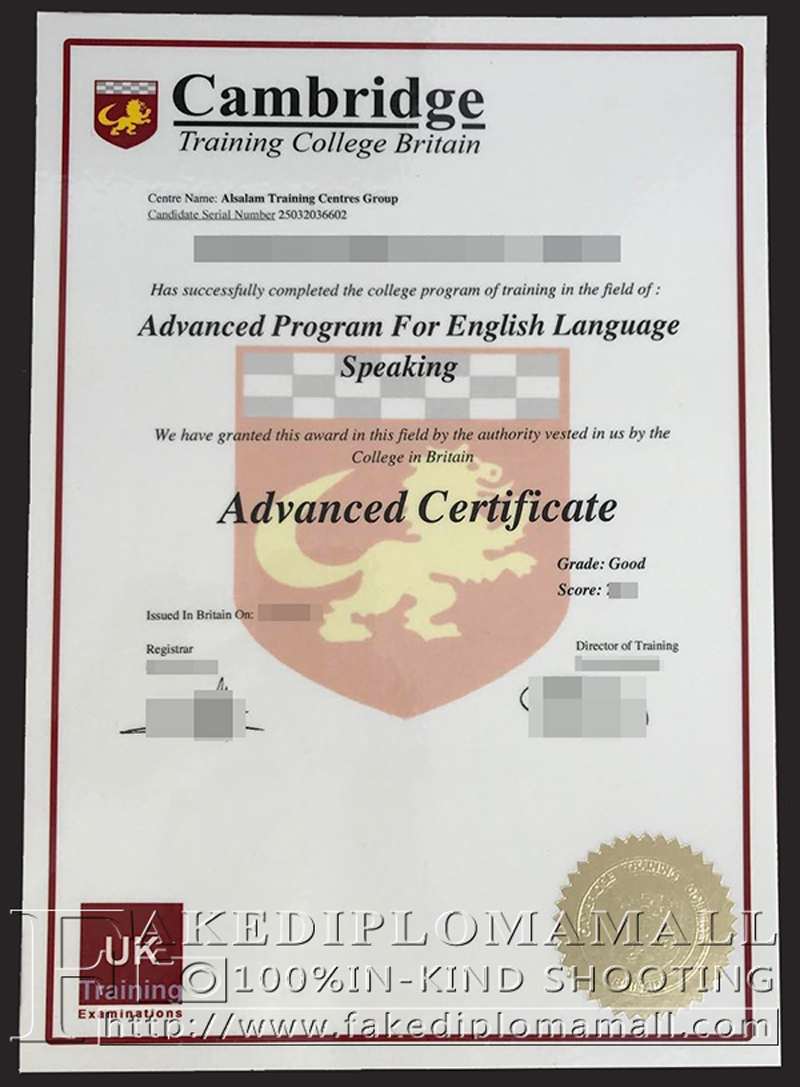 Cambridge
Training College Britain
Centre Name: Alsalam Training Centres Group
Candidate Serial Number 25032036602
Has successfully completed the college program of training in the field of :
Advanced Program For English Language
Speaking
We have granted this award in this field by the authority vested in us by the
College in Britain
Advanced Certificate
Grade: Good
Score:
Issued In Britain On:
Registrar
Director of Training
UK
Training
Examinations
FAKEDIPLOMAMALL
100%IN-KIND SHOOTING
http://www.fakediplomamall.com